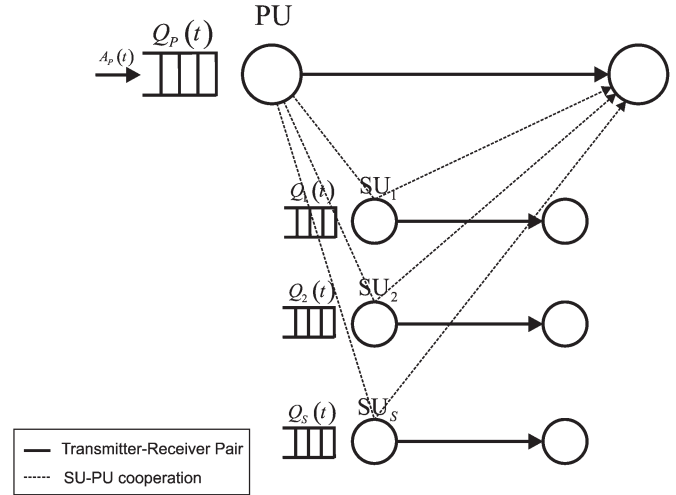 PU
Q_P(t)
A_P(t)
Q_1(t)
SU_1
Q_2(t)
SU_2
Q_S(t)
SU_S
Transmitter-Receiver Pair
SU-PU cooperation